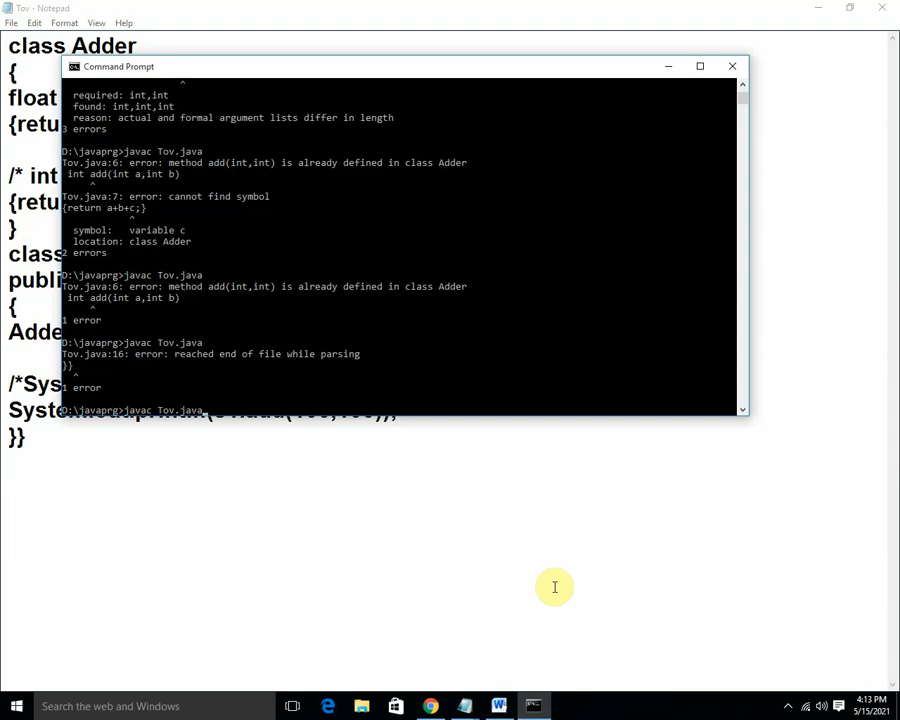 Tov - Notepad
File Edit Format View Help
class Adder
{
float
{retu
/* int
{retu
}
class
publi
{
Adde
/*Sys
}}
Command Prompt
^
required: int,int
found: int,int,int
reason: actual and formal argument lists differ in length
3 errors
D:\javaprg>javac Tov.java
Tov.java:6: error: method add(int,int) is already defined in class Adder
int add(int a,int b)
^
Tov.java:7: error: cannot find symbol
{return a+b+c;}
^
symbol: variable c
location: class Adder
2 errors
D:\javaprg>javac Tov.java
Tov.java:6: error: method add(int,int) is already defined in class Adder
int add(int a,int b)
^
1 error
D:\javaprg>javac Tov.java
Tov.java:16: error: reached end of file while parsing
}}
^
1 error
D:\javaprg>javac Tov.java
Search the web and Windows
4:13 PM
5/15/2021